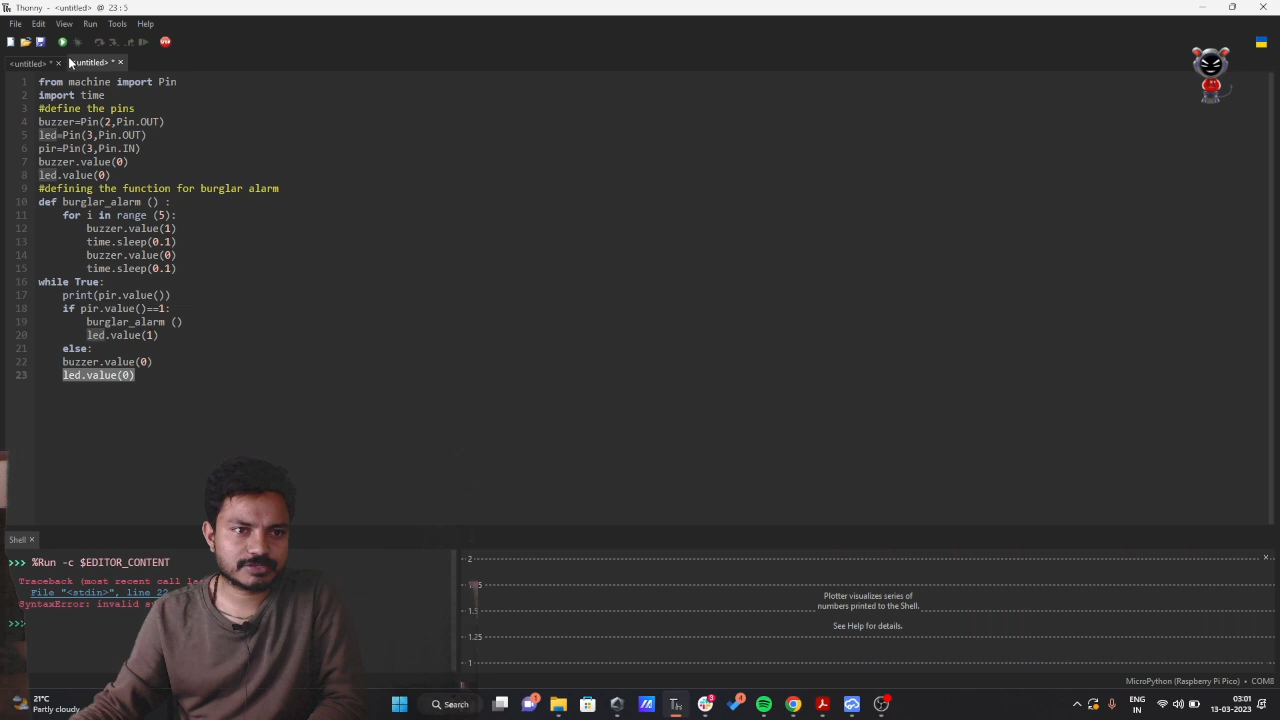 Thonny - <untitled> @ 23 : 5
File Edit View Run Tools Help
<untitled> * <untitled> *
1 from machine import Pin
2 import time
3 #define the pins
4 buzzer=Pin(2,Pin.OUT)
5 led=Pin(3,Pin.OUT)
6 pir=Pin(3,Pin.IN)
7 buzzer.value(0)
8 led.value(0)
9 #defining the function for burglar alarm
10 def burglar_alarm () :
11 for i in range (5):
12 buzzer.value(1)
13 time.sleep(0.1)
14 buzzer.value(0)
15 time.sleep(0.1)
16 while True:
17 print(pir.value())
18 if pir.value()==1:
19 burglar_alarm ()
20 led.value(1)
21 else:
22 buzzer.value(0)
23 led.value(0)
Shell
>>> %Run -c $EDITOR_CONTENT
Traceback (most recent call
File "<stdin>", line 22
SyntaxError: invalid
>>>
2
1.5
1.25
1
Plotter visualizes series of
numbers printed to the Shell.
See Help for details.
MicroPython (Raspberry Pi Pico) • COM8
21°C
Partly cloudy
Search
ENG
IN
03:01
13-03-2023